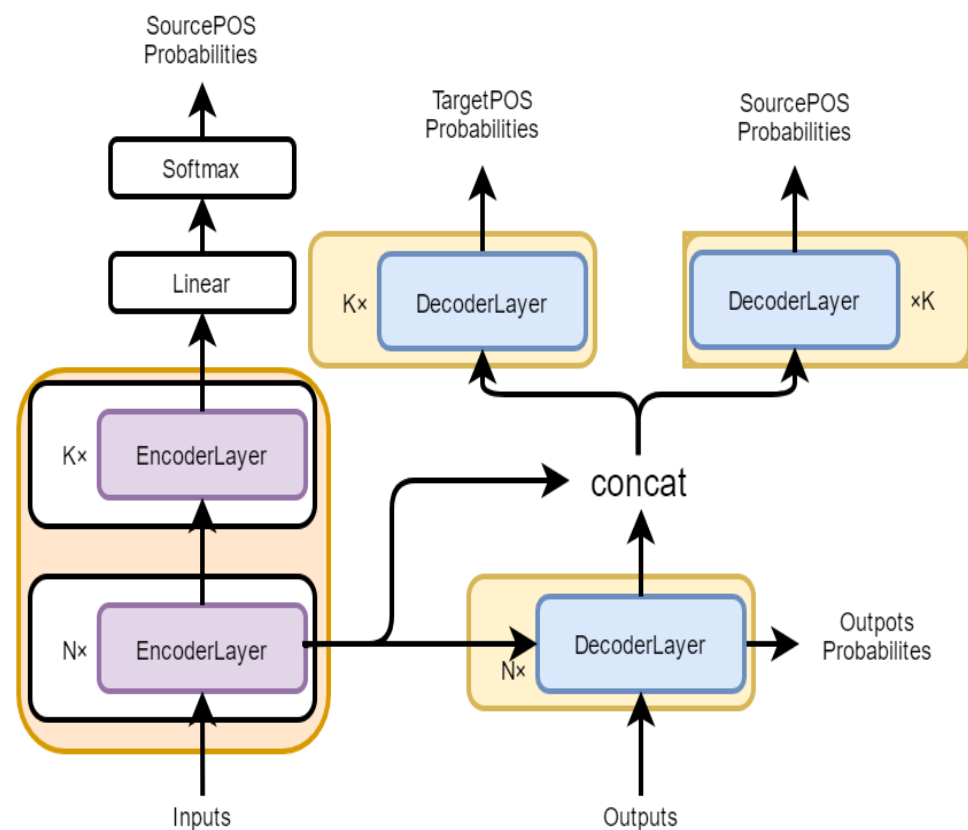 SourcePOS
Probabilities
TargetPOS
Probabilities
SourcePOS
Probabilities
Softmax
Linear
K×
DecoderLayer
DecoderLayer
×K
K×
EncoderLayer
concat
N×
EncoderLayer
N×
DecoderLayer
Outpots
Probabilites
Inputs
Outputs